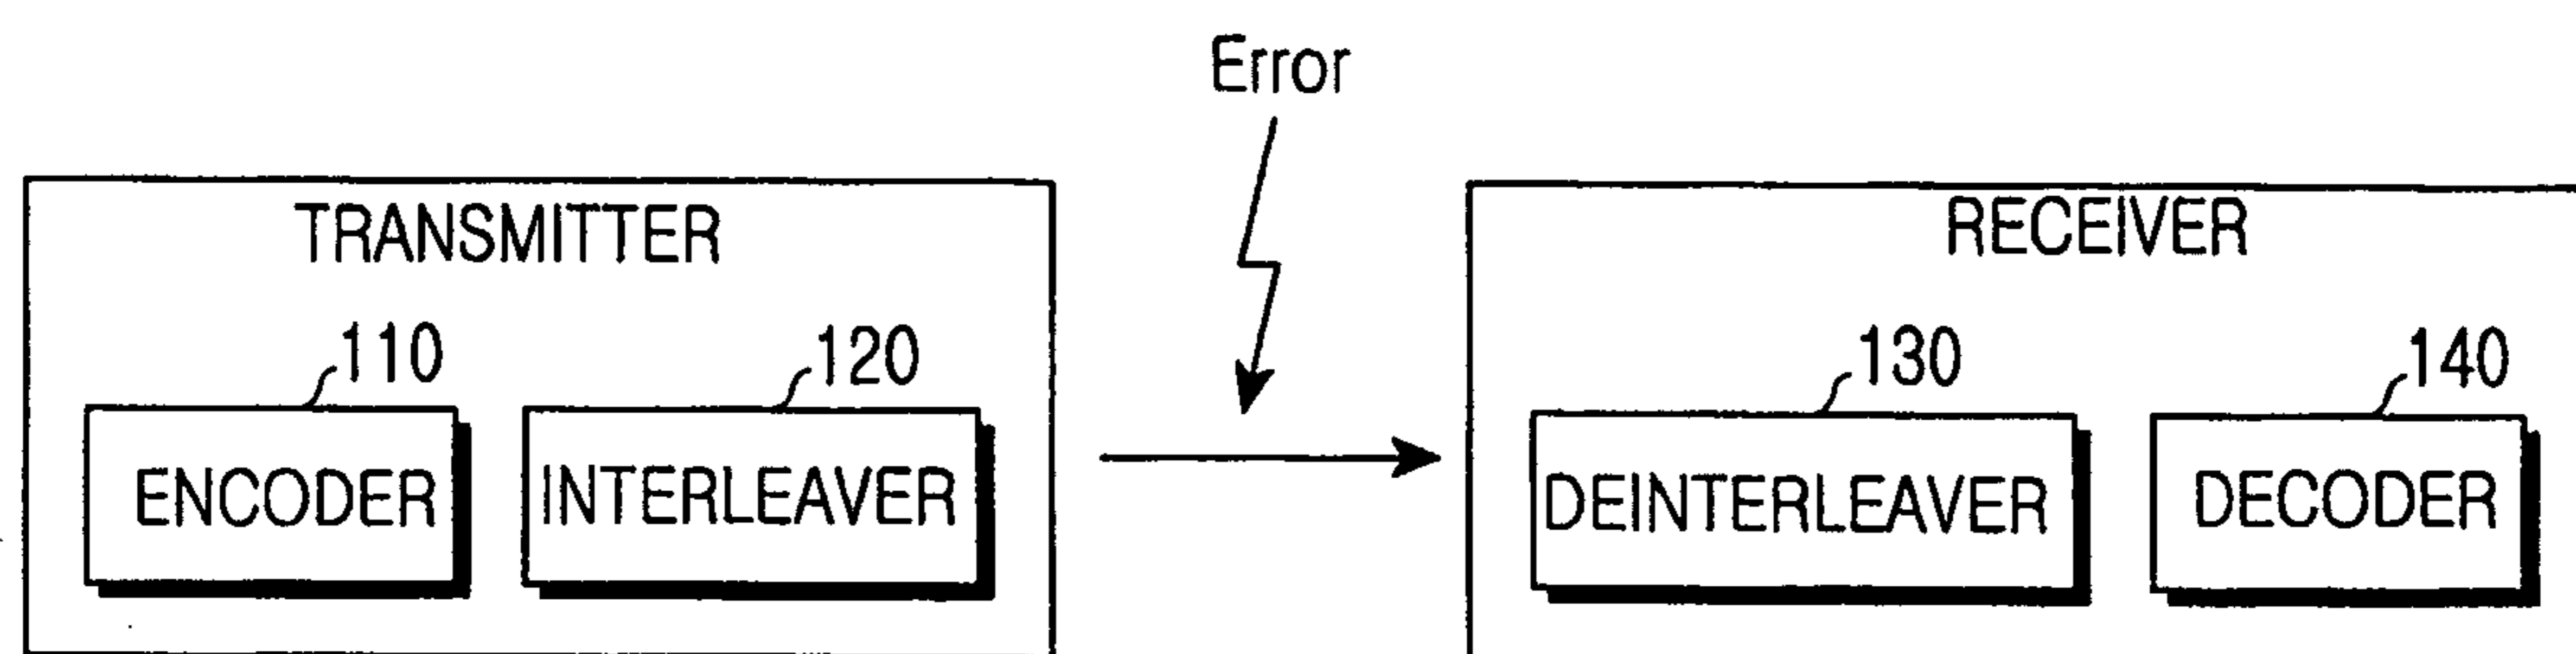 Error
TRANSMITTER
RECEIVER
110
120
130
140
ENCODER
INTERLEAVER
DEINTERLEAVER
DECODER